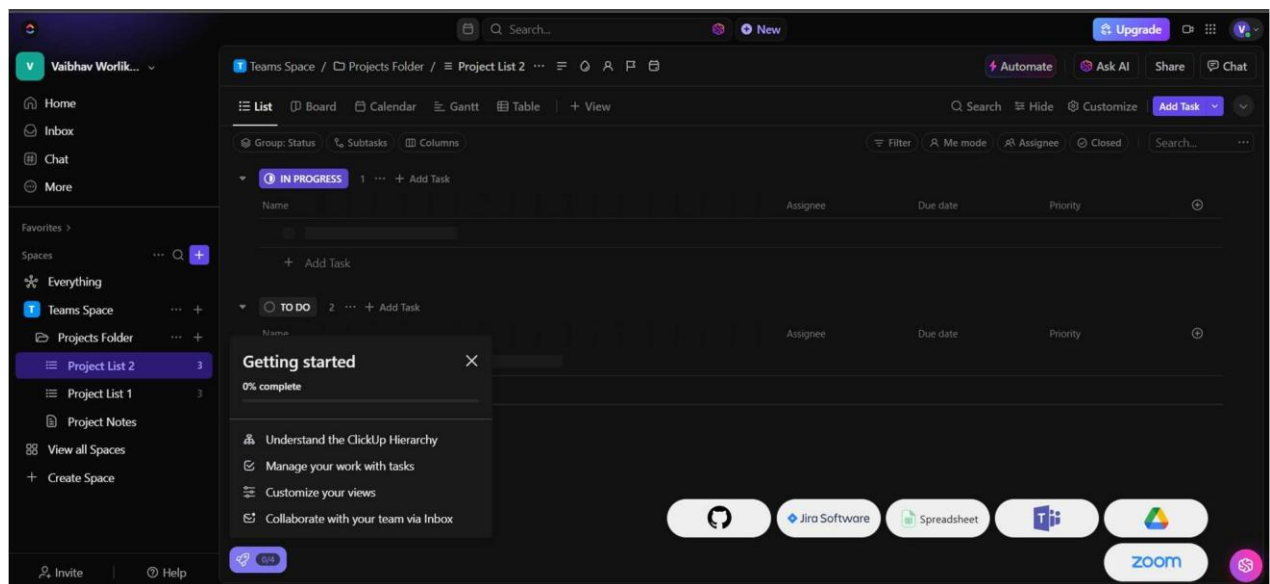 Search... New Upgrade V
V Vaibhav Worlik... T Teams Space / Projects Folder / Project List 2 ... Automate Ask AI Share Chat
Home
Inbox
Chat
More
List Board Calendar Gantt Table + View Search Hide Customize Add Task
Group: Status Subtasks Columns Filter Me mode Assignee Closed Search... ...
IN PROGRESS 1 ... + Add Task
Name Assignee Due date Priority
+ Add Task
Favorites >
Spaces ... +
Everything
T Teams Space ... +
Projects Folder ... +
Project List 2 3
Project List 1 3
Project Notes
View all Spaces
+ Create Space
TO DO 2 ... + Add Task
Name Assignee Due date Priority
Getting started
0% complete
Understand the ClickUp Hierarchy
Manage your work with tasks
Customize your views
Collaborate with your team via Inbox
0/4
Jira Software Spreadsheet T
zoom
Invite Help